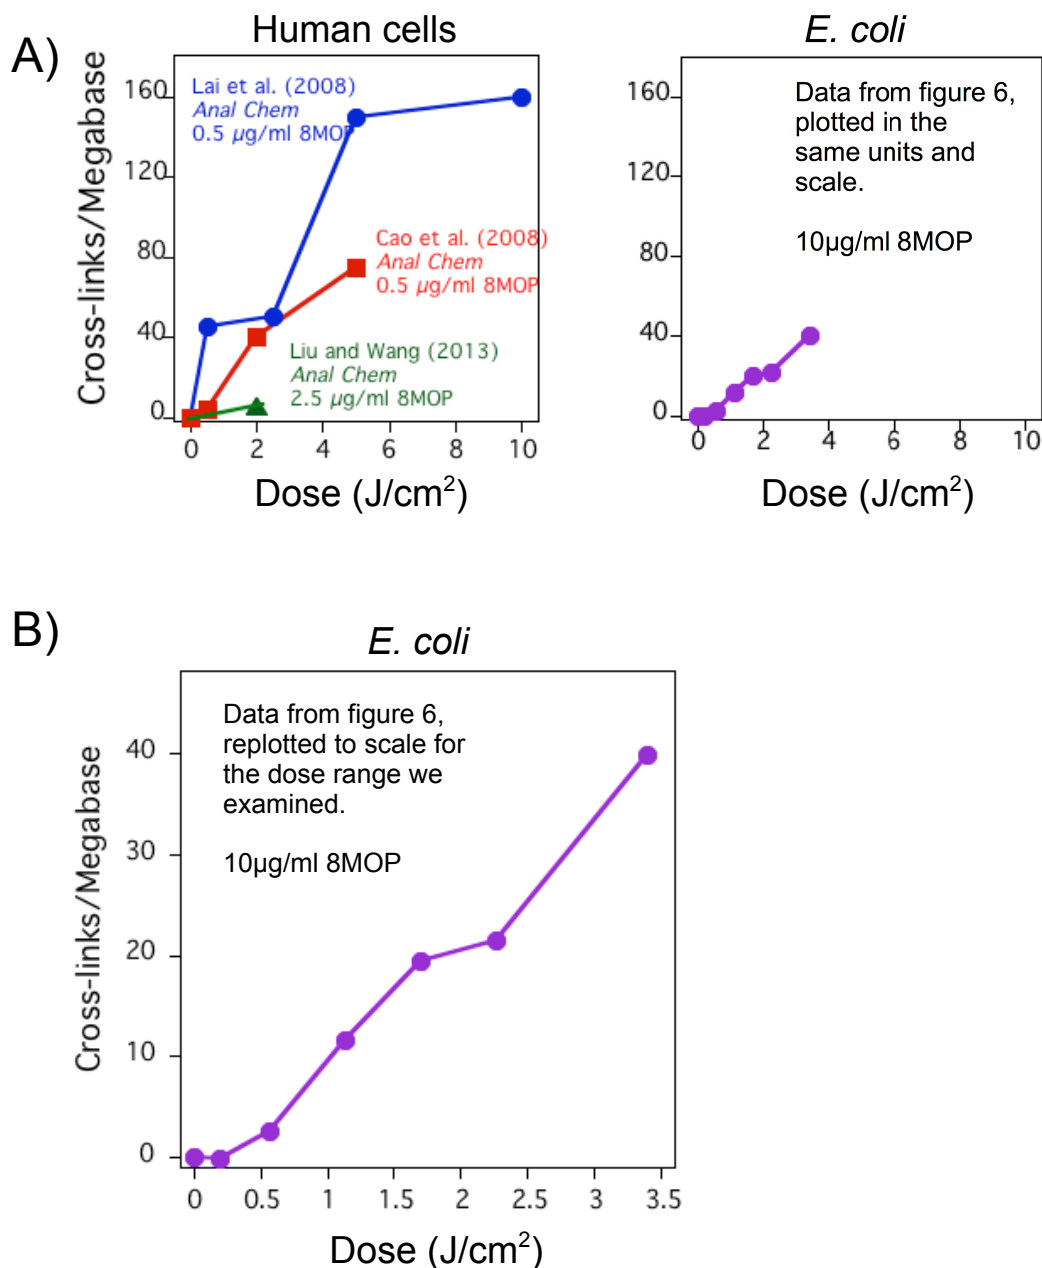 A)
Human cells
Cross-links/Megabase
160
120
80
40
0
Lai et al. (2008)
Anal Chem
0.5 µg/ml 8MOP
Cao et al. (2008)
Anal Chem
0.5 µg/ml 8MOP
Liu and Wang (2013)
Anal Chem
2.5 µg/ml 8MOP
0 2 4 6 8 10
Dose (J/cm²)
E. coli
160
120
80
40
0
Data from figure 6,
plotted in the
same units and
scale.
10µg/ml 8MOP
0 2 4 6 8 10
Dose (J/cm²)
B)
E. coli
Cross-links/Megabase
40
30
20
10
0
Data from figure 6,
replotted to scale for
the dose range we
examined.
10µg/ml 8MOP
0 0.5 1 1.5 2 2.5 3 3.5
Dose (J/cm²)